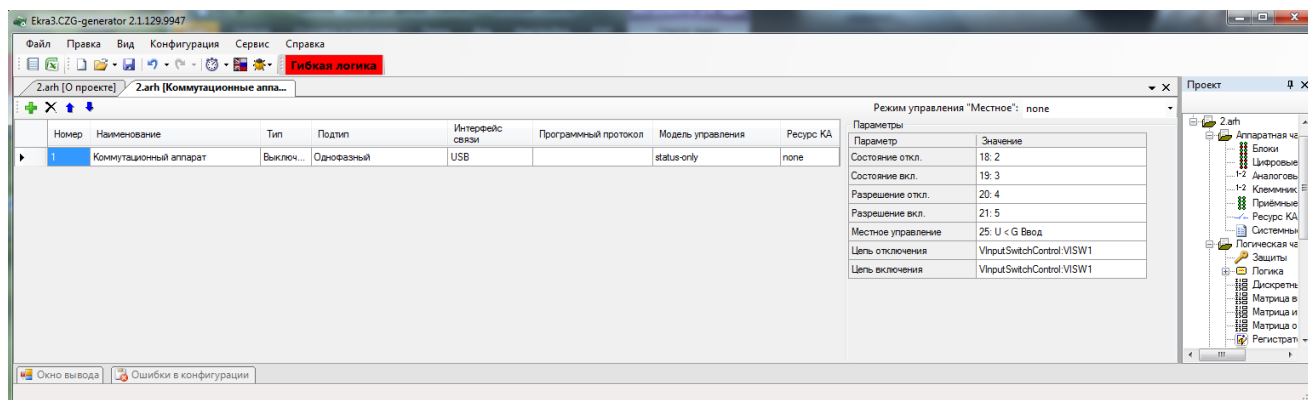 Ekra3.CZG-generator 2.1.129.9947
Файл Правка Вид Конфигурация Сервис Справка
Гибкая логика
2.arh [О проекте] 2.arh [Коммутационные аппа...
Проект
Режим управления "Местное": none
Номер Наименование Тип Подтип Интерфейс связи Программный протокол Модель управления Ресурс КА
1 Коммутационный аппарат Выключ... Однофазный USB status-only none
Параметры
Параметр Значение
Состояние откл. 18: 2
Состояние вкл. 19: 3
Разрешение откл. 20: 4
Разрешение вкл. 21: 5
Местное управление 25: U < G Ввод
Цепь отключения VInputSwitchControl:VISW1
Цепь включения VInputSwitchControl:VISW1
2.arh
Аппаратная ча
Блоки
Цифровые
1-2 Аналоговы
1-2 Клеммник
Приёмные
Ресурс КА
Системны
Логическая ча
Защиты
Логика
Дискретнь
Матрица в
Матрица и
Матрица о
Регистрат
Окно вывода Ошибки в конфигурации